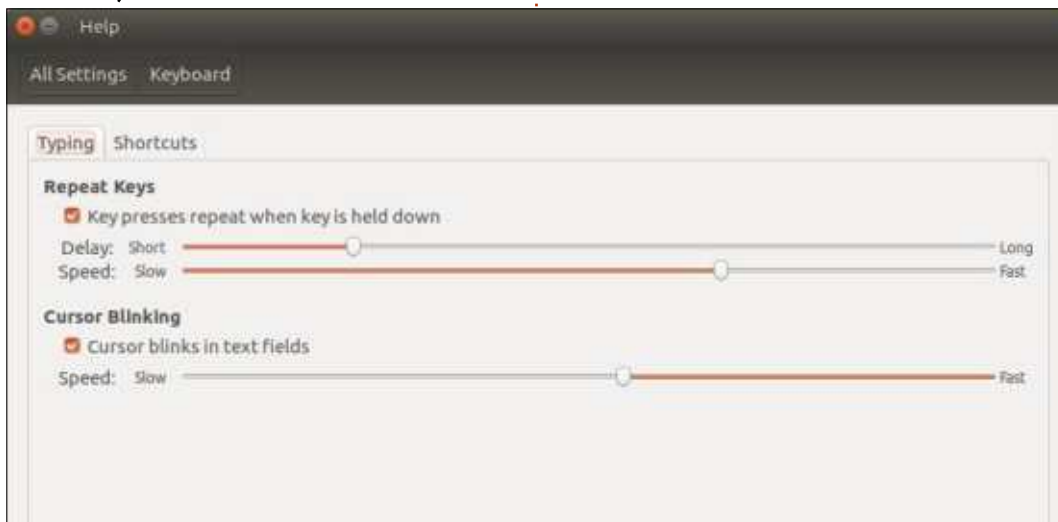 Help
All Settings Keyboard
Typing Shortcuts
Repeat Keys
Key presses repeat when key is held down
Delay: Short Long
Speed: Slow Fast
Cursor Blinking
Cursor blinks in text fields
Speed: Slow Fast